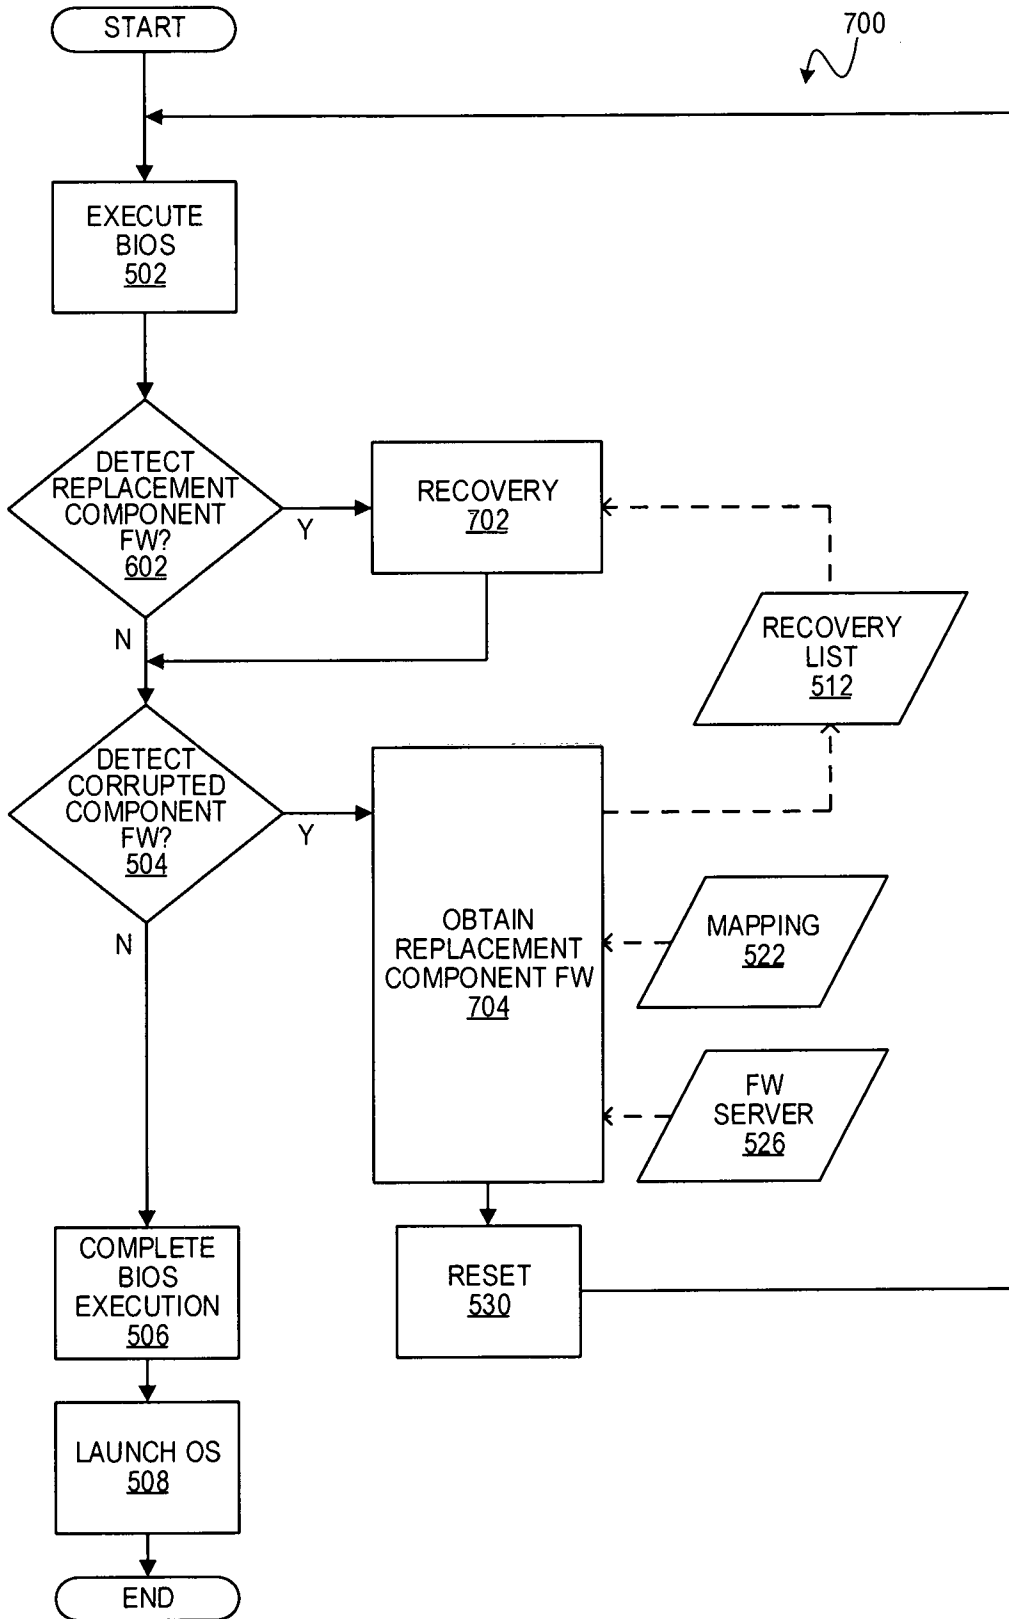 START
700
EXECUTE
BIOS
502
DETECT
REPLACEMENT
COMPONENT
FW?
602
Y
N
RECOVERY
702
RECOVERY
LIST
512
DETECT
CORRUPTED
COMPONENT
FW?
504
Y
N
OBTAIN
REPLACEMENT
COMPONENT FW
704
MAPPING
522
FW
SERVER
526
COMPLETE
BIOS
EXECUTION
506
RESET
530
LAUNCH OS
508
END